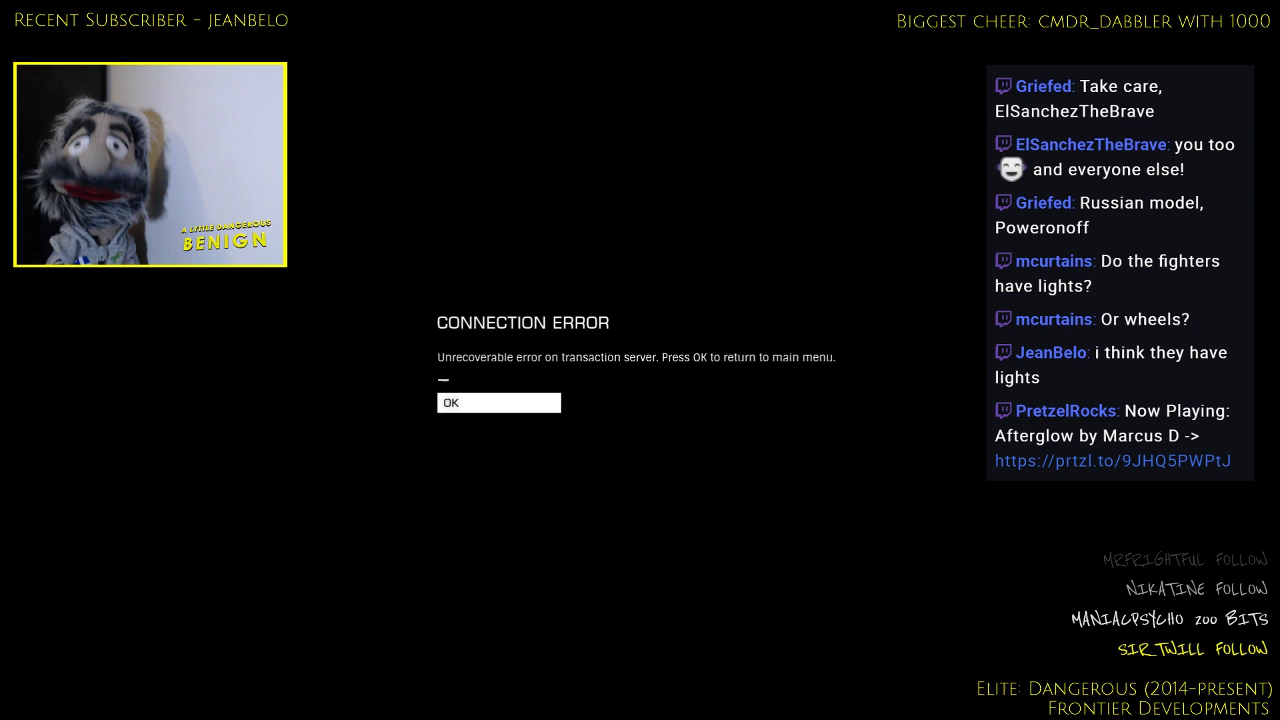 Recent Subscriber - jeanbelo
Biggest cheer: cmdr_dabbler with 1000
A LYTTLE DANGEROUS
BENIGN
Griefed: Take care,
ElSanchezTheBrave
ElSanchezTheBrave: you too
and everyone else!
Griefed: Russian model,
Poweronoff
mcurtains: Do the fighters
have lights?
mcurtains: Or wheels?
JeanBelo: i think they have
lights
PretzelRocks: Now Playing:
Afterglow by Marcus D ->
https://prtzl.to/9JHQ5PWPtJ
CONNECTION ERROR
Unrecoverable error on transaction server. Press OK to return to main menu.
OK
MRFRIGHTFUL FOLLOW
NIKATINE FOLLOW
MANIACPSYCHO 200 BITS
SIR_TWILL FOLLOW
Elite: Dangerous (2014-present)
Frontier Developments